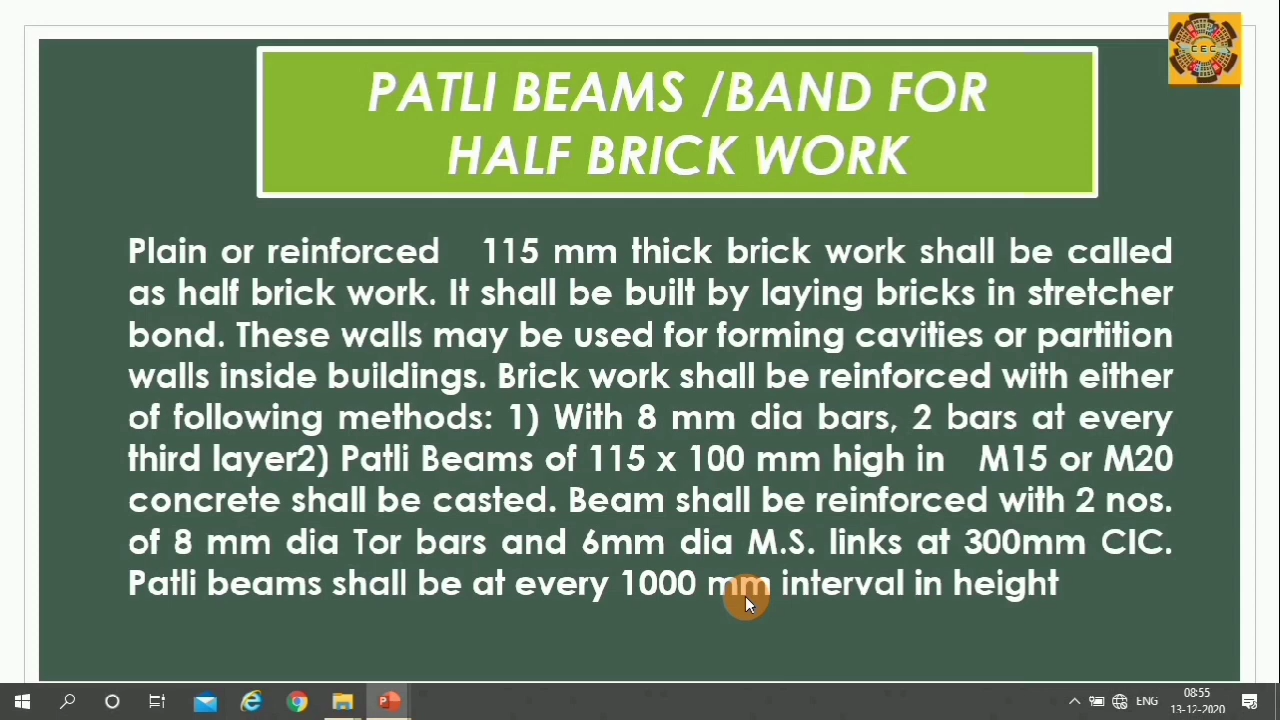 CEC
PATLI BEAMS /BAND FOR
HALF BRICK WORK
Plain or reinforced 115 mm thick brick work shall be called
as half brick work. It shall be built by laying bricks in stretcher
bond. These walls may be used for forming cavities or partition
walls inside buildings. Brick work shall be reinforced with either
of following methods: 1) With 8 mm dia bars, 2 bars at every
third layer2) Patli Beams of 115 x 100 mm high in M15 or M20
concrete shall be casted. Beam shall be reinforced with 2 nos.
of 8 mm dia Tor bars and 6mm dia M.S. links at 300mm CIC.
Patli beams shall be at every 1000 mm interval in height
ENG
08:55
13-12-2020